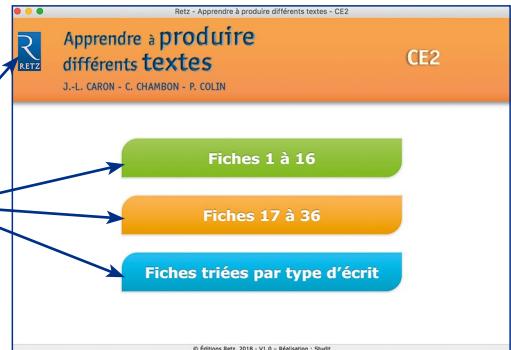 Retz - Apprendre à produire différents textes - CE2
Apprendre à produire
différents textes
CE2
RETZ
J.-L. CARON - C. CHAMBON - P. COLIN
Fiches 1 à 16
Fiches 17 à 36
Fiches triées par type d'écrit
© Éditions Retz, 2018 - V1.0 - Réalisation : Studit